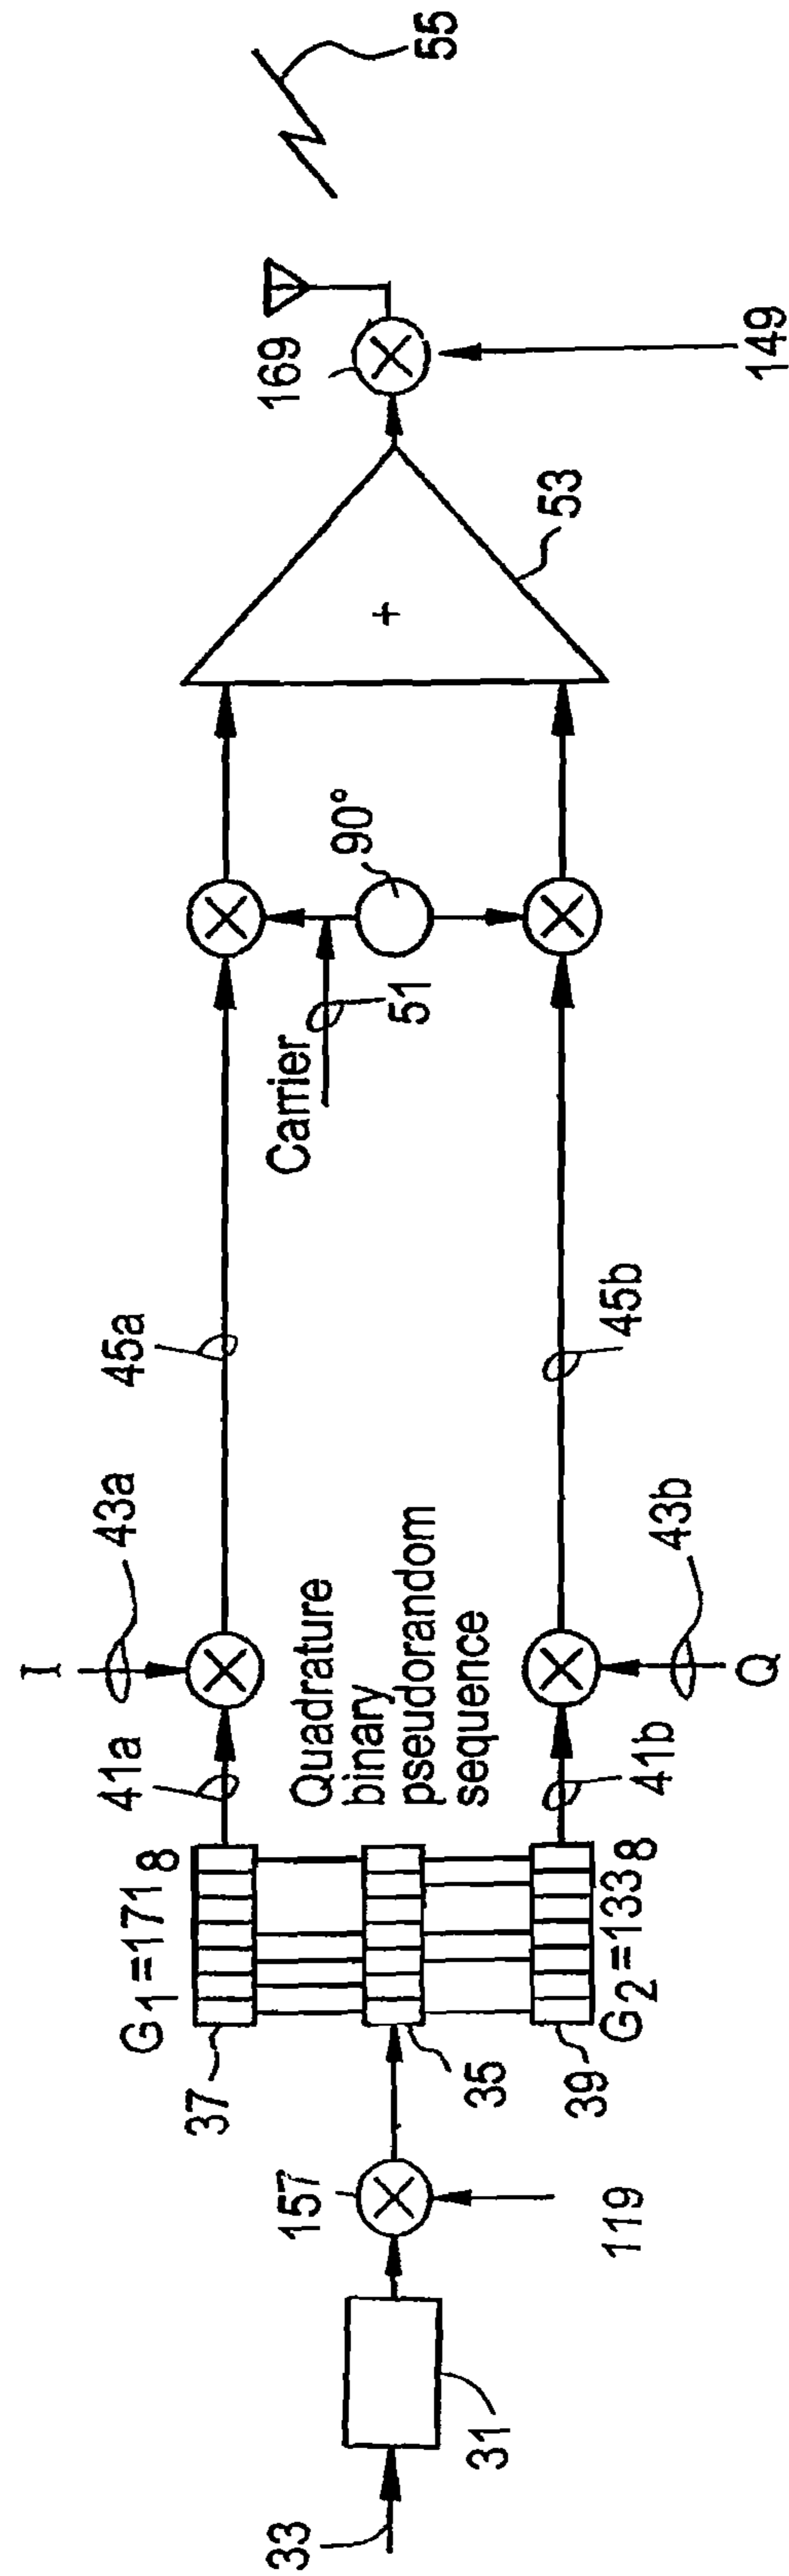 33
31
157
119
37
35
39
G1 =1718
G2 =1338
41a
41b
I
43a
Q
43b
Quadrature
binary
pseudorandom
sequence
45a
45b
Carrier
51
90°
53
169
149
55